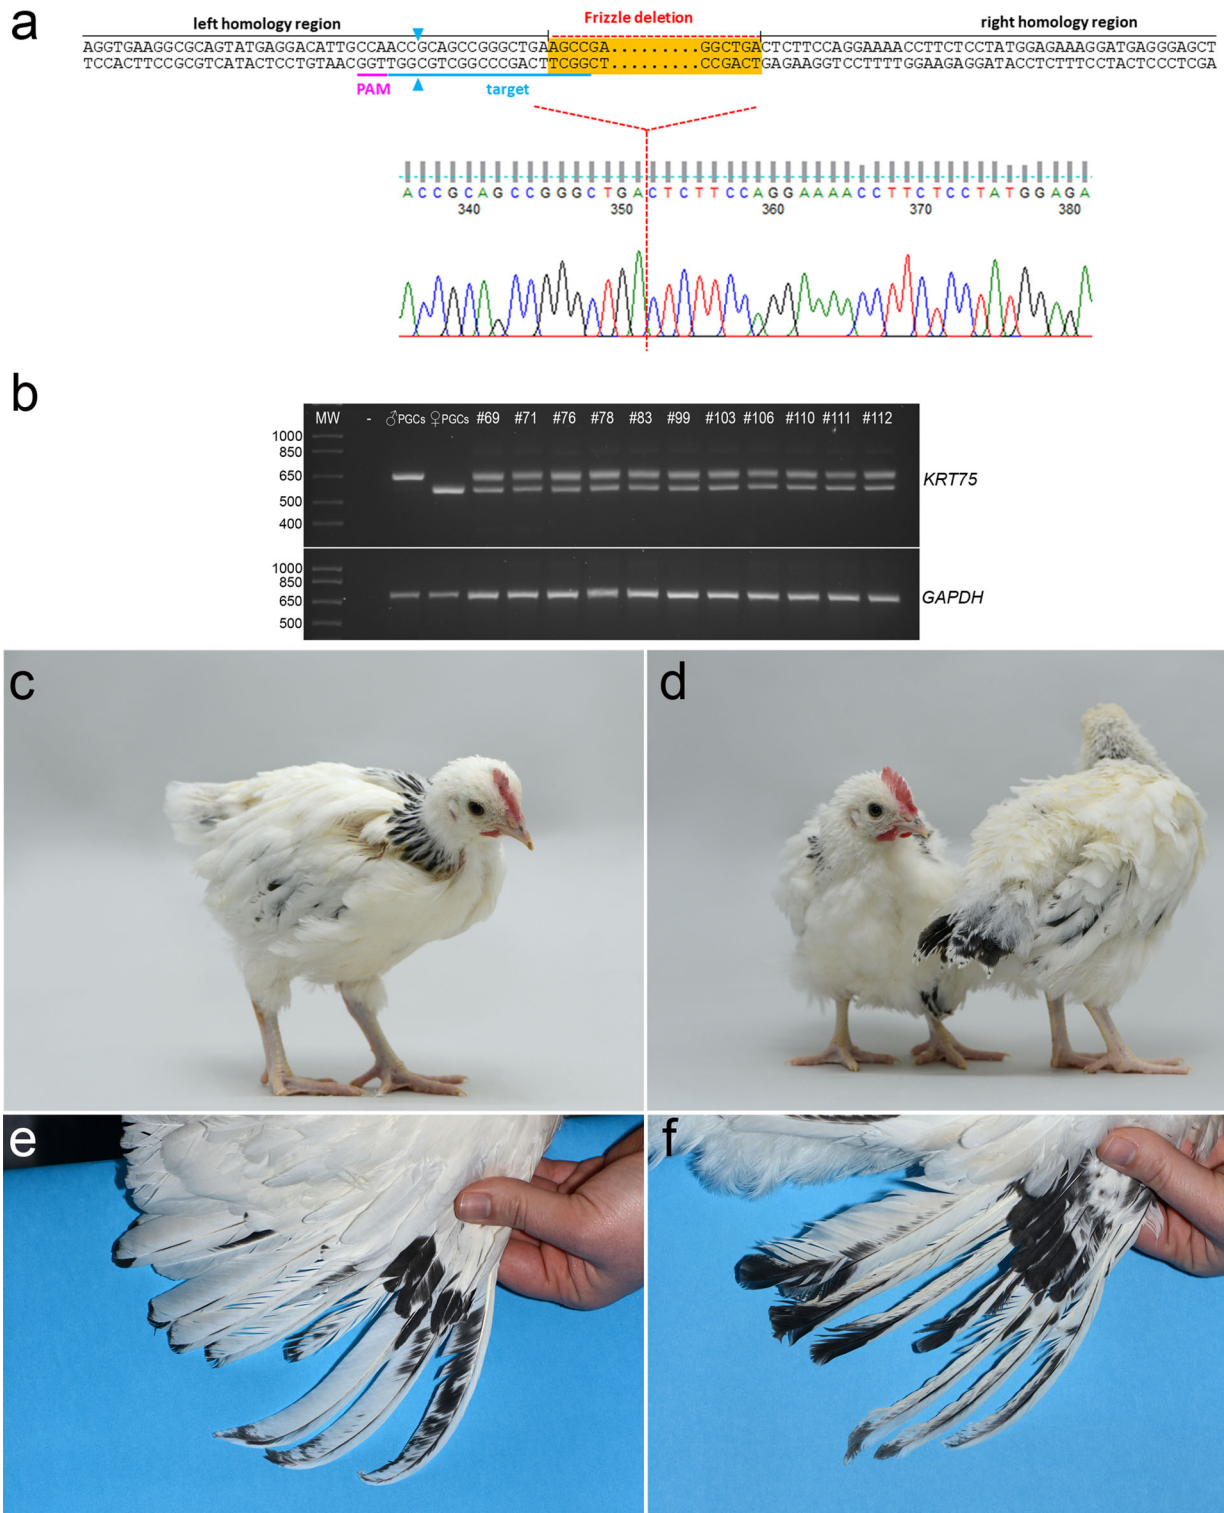 a
left homology region
Frizzle deletion
right homology region
AGGTGAAGGCGCAGTATGAGGACATTGCCAACCGCAGCCGGGCTGAAGCCGA.........GGCTGACTCTTCCAGGAAAACCTTCTCCTATGGAGAAAGGATGAGGGAGCT
TCCACTTCCGCGTCATACTCCTGTAACGGTTGGCGTCGGCCCGACTTCGGCT.........CCGACTGAGAAGGTCCTTTTGGAAGAGGATACCTCTTTCCTACTCCCTCGA
PAM
target
ACCGCAGCCGGGCTGACTCTTCCAGGAAAACCTTCTCCTATGGAGA
340 350 360 370 380
b
MW - ♂PGCs ♀PGCs #69 #71 #76 #78 #83 #99 #103 #106 #110 #111 #112
1000
850
650
500
400
KRT75
1000
850
650
500
GAPDH
c
d
e
f